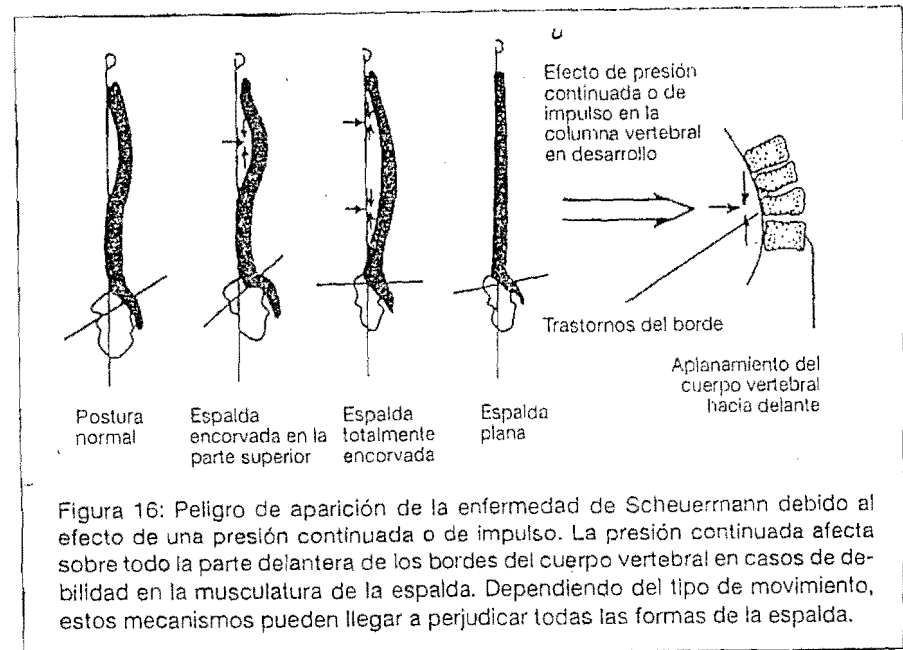 Efecto de presión
continuada o de
impulso en la
columna vertebral
en desarrollo
Trastornos del borde
Aplanamiento del
cuerpo vertebral
hacia delante
Postura
normal
Espalda
encorvada en la
parte superior
Espalda
totalmente
encorvada
Espalda
plana
Figura 16: Peligro de aparición de la enfermedad de Scheuermann debido al
efecto de una presión continuada o de impulso. La presión continuada afecta
sobre todo la parte delantera de los bordes del cuerpo vertebral en casos de de-
bilidad en la musculatura de la espalda. Dependiendo del tipo de movimiento,
estos mecanismos pueden llegar a perjudicar todas las formas de la espalda.